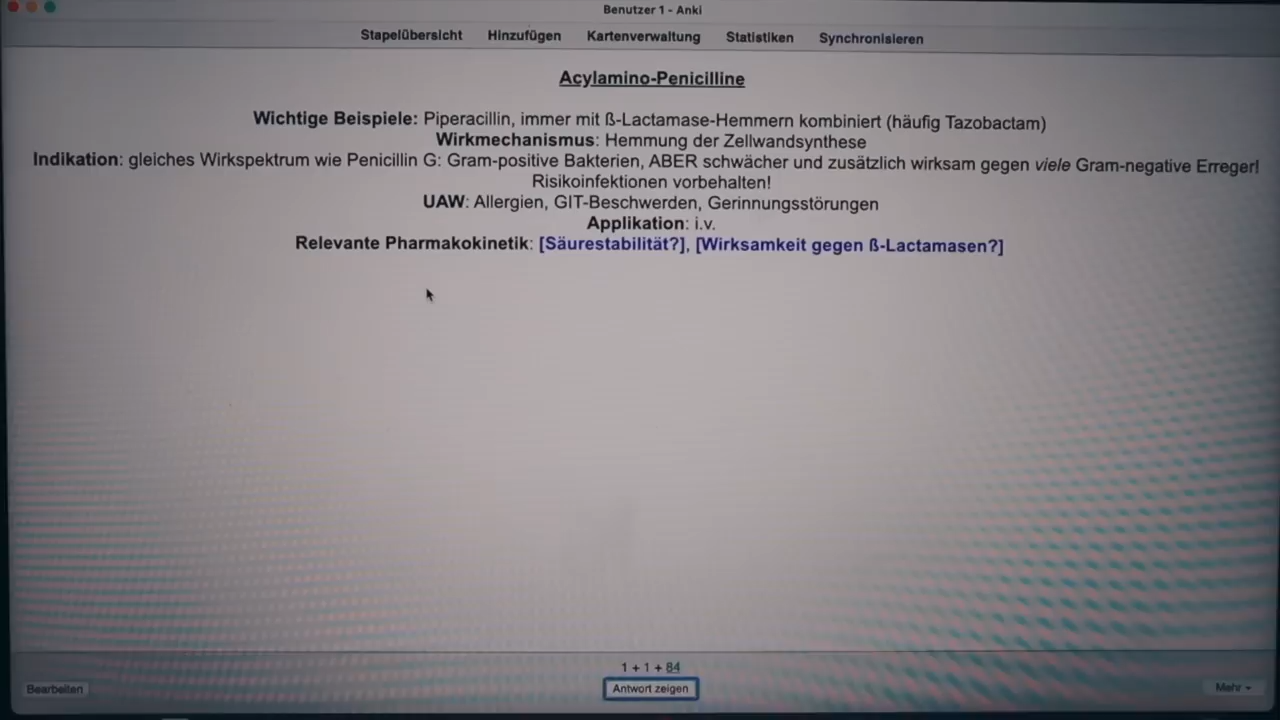 Benutzer 1 - Anki
Stapelübersicht Hinzufügen Kartenverwaltung Statistiken Synchronisieren
Acylamino-Penicilline
Wichtige Beispiele: Piperacillin, immer mit ß-Lactamase-Hemmern kombiniert (häufig Tazobactam)
Wirkmechanismus: Hemmung der Zellwandsynthese
Indikation: gleiches Wirkspektrum wie Penicillin G: Gram-positive Bakterien, ABER schwächer und zusätzlich wirksam gegen viele Gram-negative Erreger!
Risikoinfektionen vorbehalten!
UAW: Allergien, GIT-Beschwerden, Gerinnungsstörungen
Applikation: i.v.
Relevante Pharmakokinetik: [Säurestabilität?], [Wirksamkeit gegen ß-Lactamasen?]
1 + 1 + 84
Bearbeiten Antwort zeigen Mehr